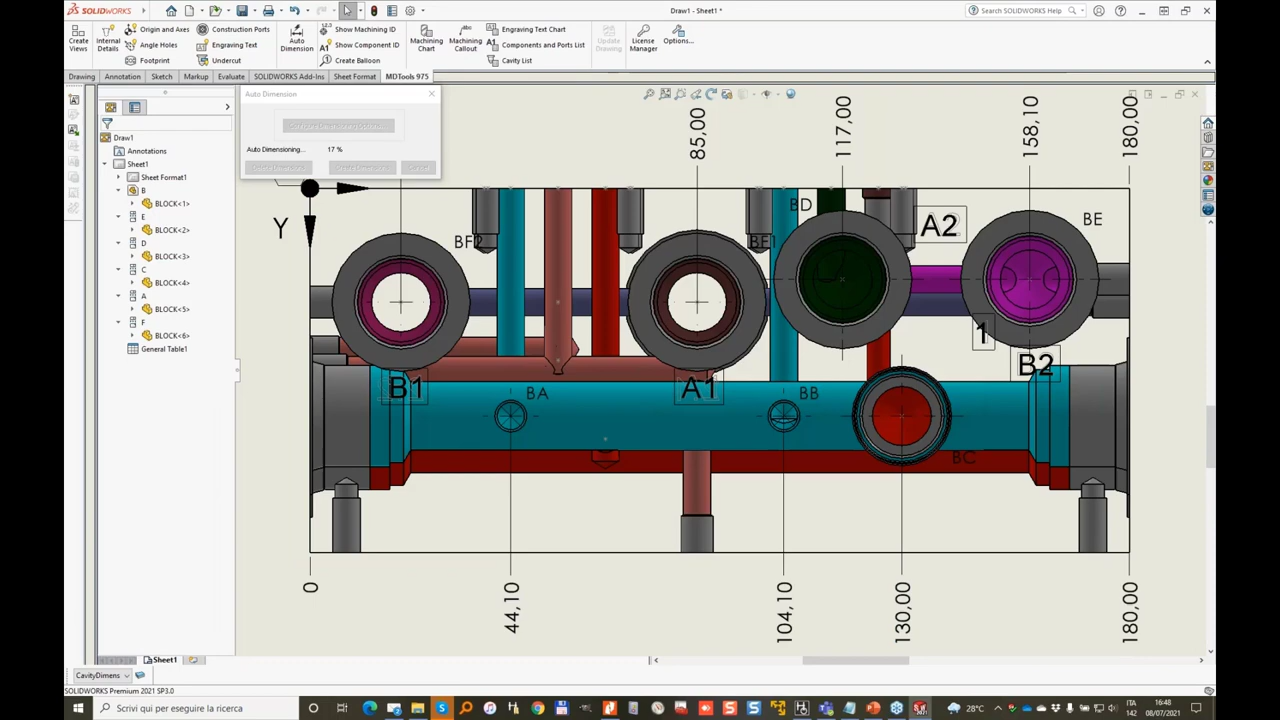 SOLIDWORKS
Draw1 - Sheet1 *
Search SOLIDWORKS Help
Create Views
Internal Details
Origin and Axes
Angle Holes
Footprint
Construction Ports
Engraving Text
Undercut
Auto Dimension
Show Machining ID
Show Component ID
Create Balloon
Machining Chart
Machining Callout
Engraving Text Chart
Components and Ports List
Cavity List
Update Drawing
License Manager
Options...
Drawing
Annotation
Sketch
Markup
Evaluate
SOLIDWORKS Add-Ins
Sheet Format
MDTools 975
Auto Dimension
Auto Dimensioning...
17 %
Cancel
Draw1
Annotations
Sheet1
Sheet Format1
B
BLOCK<1>
E
BLOCK<2>
D
BLOCK<3>
C
BLOCK<4>
A
BLOCK<5>
F
BLOCK<6>
General Table1
85,00
117,00
158,10
180,00
Y
BF2
BF1
BD
A2
BE
1
B1
A1
B2
BA
BB
BC
0
44,10
104,10
130,00
180,00
Sheet1
CavityDimens
SOLIDWORKS Premium 2021 SP3.0
Scrivi qui per eseguire la ricerca
28°C
ITA
142
16:48
08/07/2021